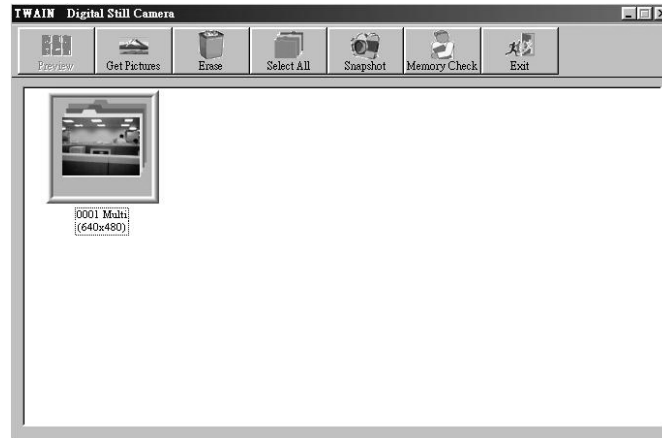 TWAIN Digital Still Camera
Preview
Get Pictures
Erase
Select All
Snapshot
Memory Check
Exit
0001 Multi
(640x480)